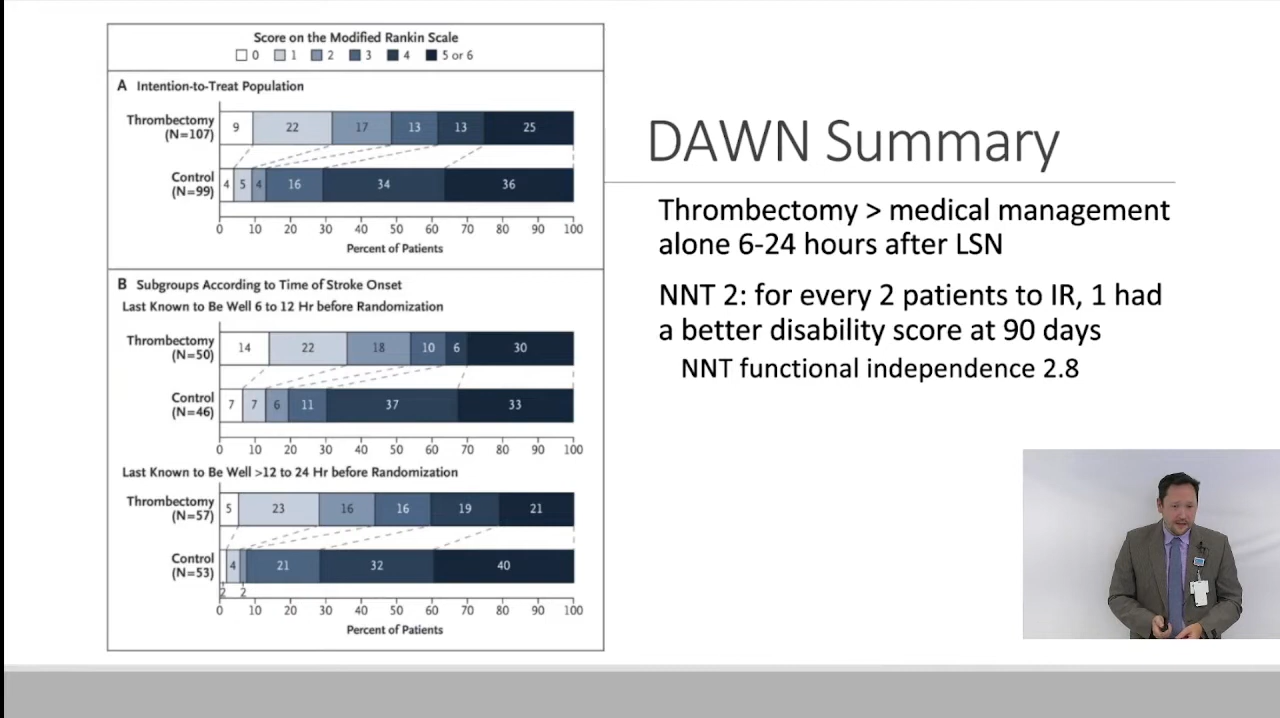 Score on the Modified Rankin Scale
0 1 2 3 4 5 or 6
A Intention-to-Treat Population
Thrombectomy
(N=107)
9 22 17 13 13 25
Control
(N=99)
4 5 4 16 34 36
0 10 20 30 40 50 60 70 80 90 100
Percent of Patients
B Subgroups According to Time of Stroke Onset
Last Known to Be Well 6 to 12 Hr before Randomization
Thrombectomy
(N=50)
14 22 18 10 6 30
Control
(N=46)
7 7 6 11 37 33
0 10 20 30 40 50 60 70 80 90 100
Last Known to Be Well >12 to 24 Hr before Randomization
Thrombectomy
(N=57)
5 23 16 16 19 21
Control
(N=53)
4 21 32 40
2 2
0 10 20 30 40 50 60 70 80 90 100
Percent of Patients
DAWN Summary
Thrombectomy > medical management
alone 6-24 hours after LSN
NNT 2: for every 2 patients to IR, 1 had
a better disability score at 90 days
NNT functional independence 2.8